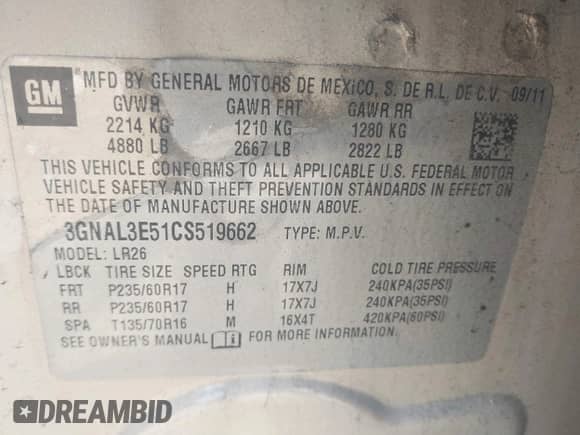 GM
MFD BY GENERAL MOTORS DE MEXICO, S. DE R.L. DE C.V. 09/11
GVWR GAWR FRT GAWR RR
2214 KG 1210 KG 1280 KG
4880 LB 2667 LB 2822 LB
THIS VEHICLE CONFORMS TO ALL APPLICABLE U.S. FEDERAL MOTOR
VEHICLE SAFETY AND THEFT PREVENTION STANDARDS IN EFFECT ON
THE DATE OF MANUFACTURE SHOWN ABOVE.
3GNAL3E51CS519662 TYPE: M.P.V.
MODEL: LR26
LBCK TIRE SIZE SPEED RTG RIM COLD TIRE PRESSURE
FRT P235/60R17 H 17X7J 240KPA(35PSI)
RR P235/60R17 H 17X7J 240KPA(35PSI)
SPA T135/70R16 M 16X4T 420KPA(60PSI)
SEE OWNER'S MANUAL FOR MORE INFORMATION.
DREAMBID